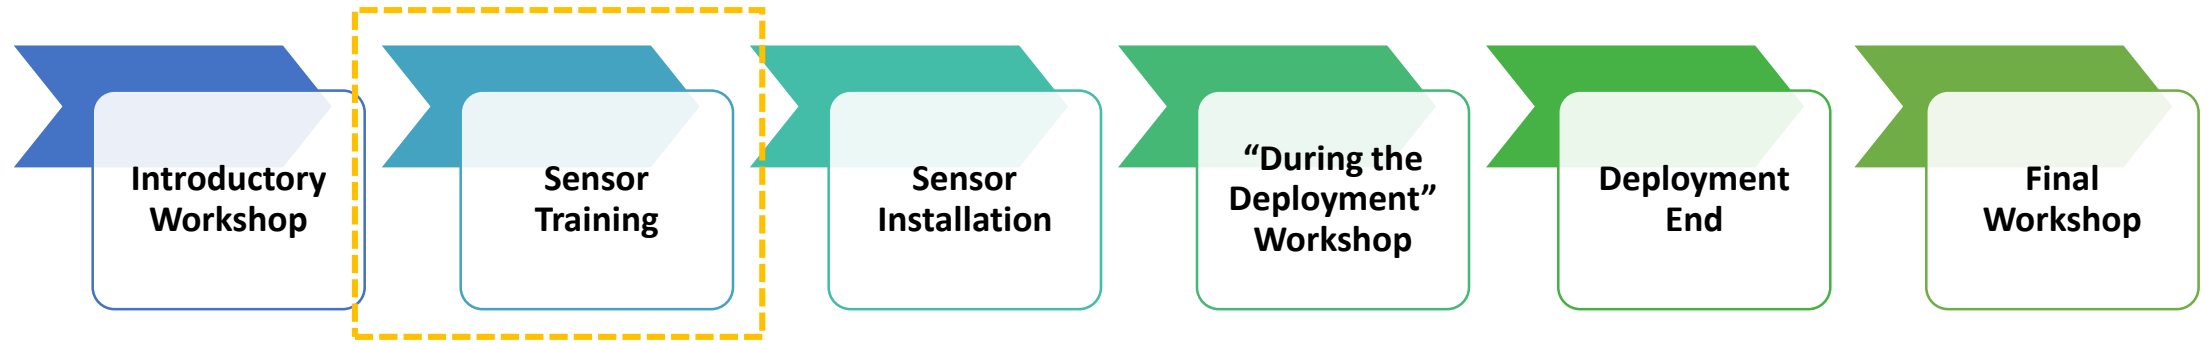 Introductory
Workshop
Sensor
Training
Sensor
Installation
“During the
Deployment”
Workshop
Deployment
End
Final
Workshop